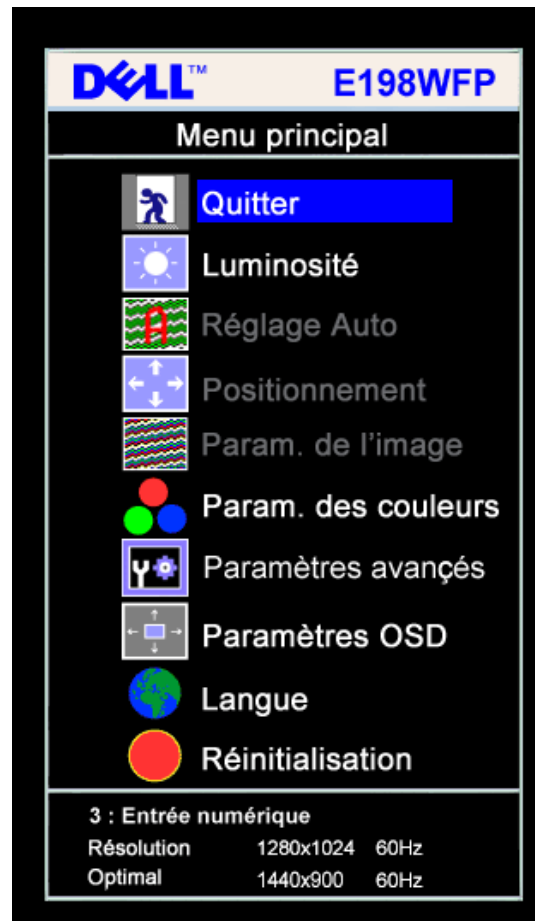 DELL™ E198WFP
Menu principal
Quitter
Luminosité
A
Réglage Auto
Positionnement
Param. de l'image
Param. des couleurs
Paramètres avançés
Paramètres OSD
Langue
Réinitialisation
3 : Entrée numérique
Résolution 1280x1024 60Hz
Optimal 1440x900 60Hz